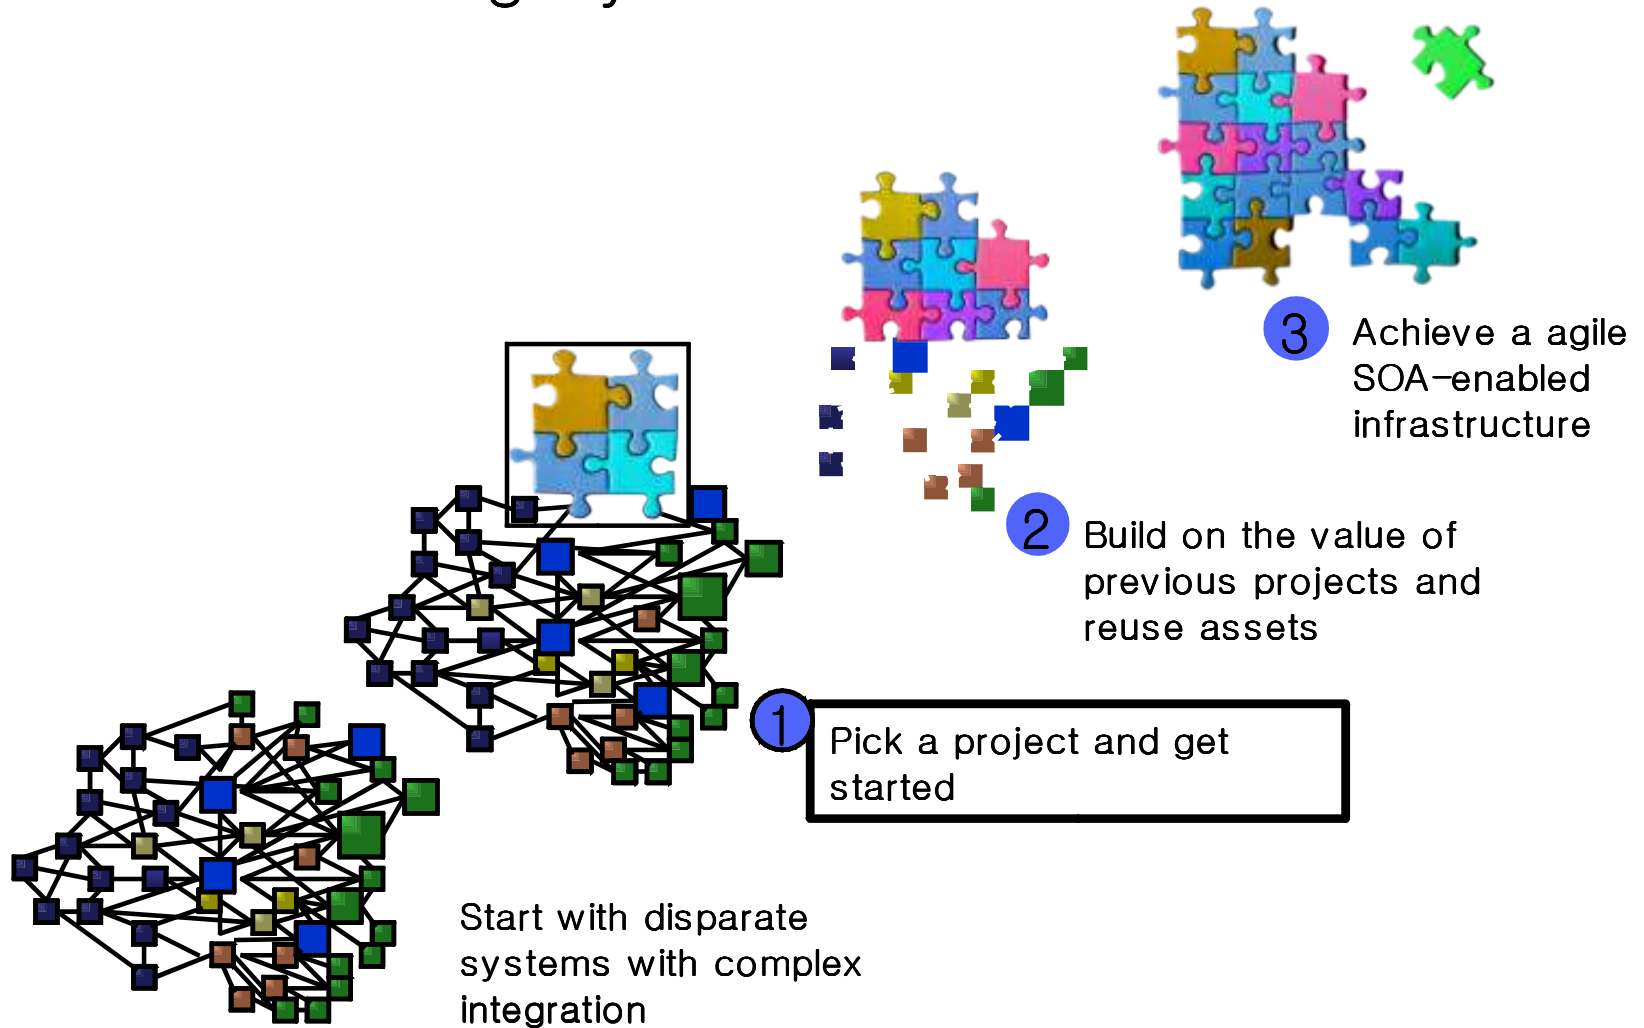 3
Achieve a agile
SOA-enabled
infrastructure
2
Build on the value of
previous projects and
reuse assets
1
Pick a project and get
started
Start with disparate
systems with complex
integration